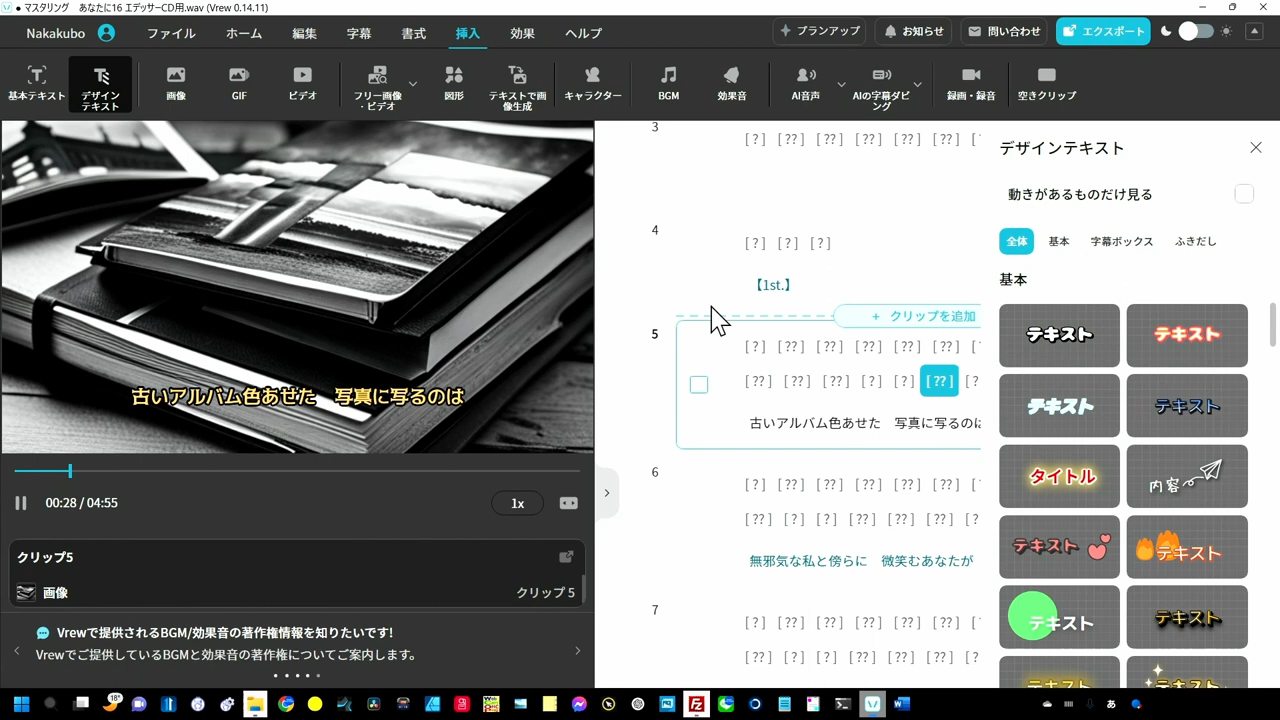 ● マスタリング　あなたに16 エデッサーCD用.wav (Vrew 0.14.11)
Nakakubo ファイル ホーム 編集 字幕 書式 挿入 効果 ヘルプ プランアップ お知らせ 問い合わせ エクスポート
基本テキスト デザインテキスト 画像 GIF ビデオ フリー画像・ビデオ 図形 テキストで画像生成 キャラクター BGM 効果音 AI音声 AIの字幕ダビング 録画・録音 空きクリップ
古いアルバム色あせた　写真に写るのは
00:28 / 04:55 1x
クリップ5
画像 クリップ 5
Vrewで提供されるBGM/効果音の著作権情報を知りたいです!
Vrewでご提供しているBGMと効果音の著作権についてご案内します。
3
[?] [??] [??] [??] [??] [??]
4
[?] [?] [?]
【1st.】
+ クリップを追加
5
[?] [??] [??] [??] [??] [??]
[??] [??] [??] [?] [?] [??] [?
古いアルバム色あせた　写真に写るのは
6
[?] [??] [??] [??] [??] [??]
[??] [?] [?] [??] [??] [??] [?
無邪気な私と傍らに　微笑むあなたが
7
[?] [??] [??] [??] [??] [??]
[??] [?] [??] [??] [??] [??] [?
デザインテキスト
動きがあるものだけ見る
全体 基本 字幕ボックス ふきだし
基本
テキスト テキスト
テキスト テキスト
タイトル 内容
テキスト テキスト
テキスト テキスト
テキスト テキスト
18°
あ